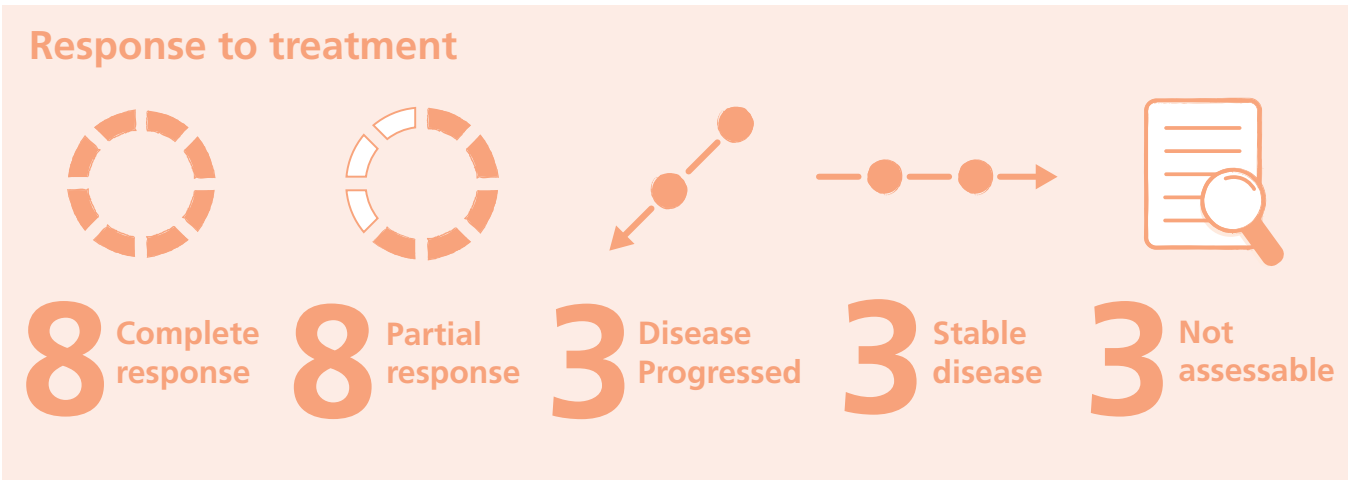 Response to treatment
8 Complete
response
8 Partial
response
3 Disease
Progressed
3 Stable
disease
3 Not
assessable